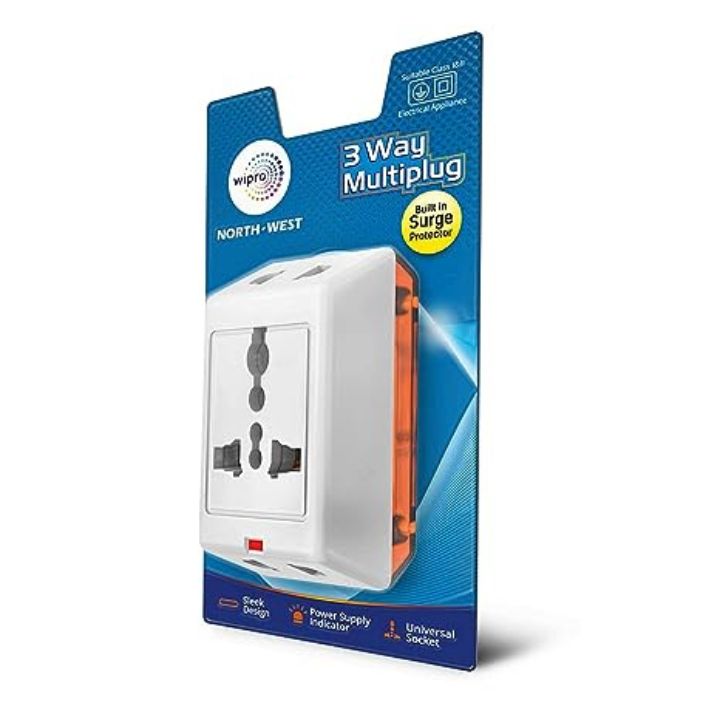 Suitable Class I&II
Electrical Appliance
3 Way
Multiplug
wipro
Built in
Surge
Protector
NORTH-WEST
Sleek
Design
Power Supply
Indicator
Universal
Socket